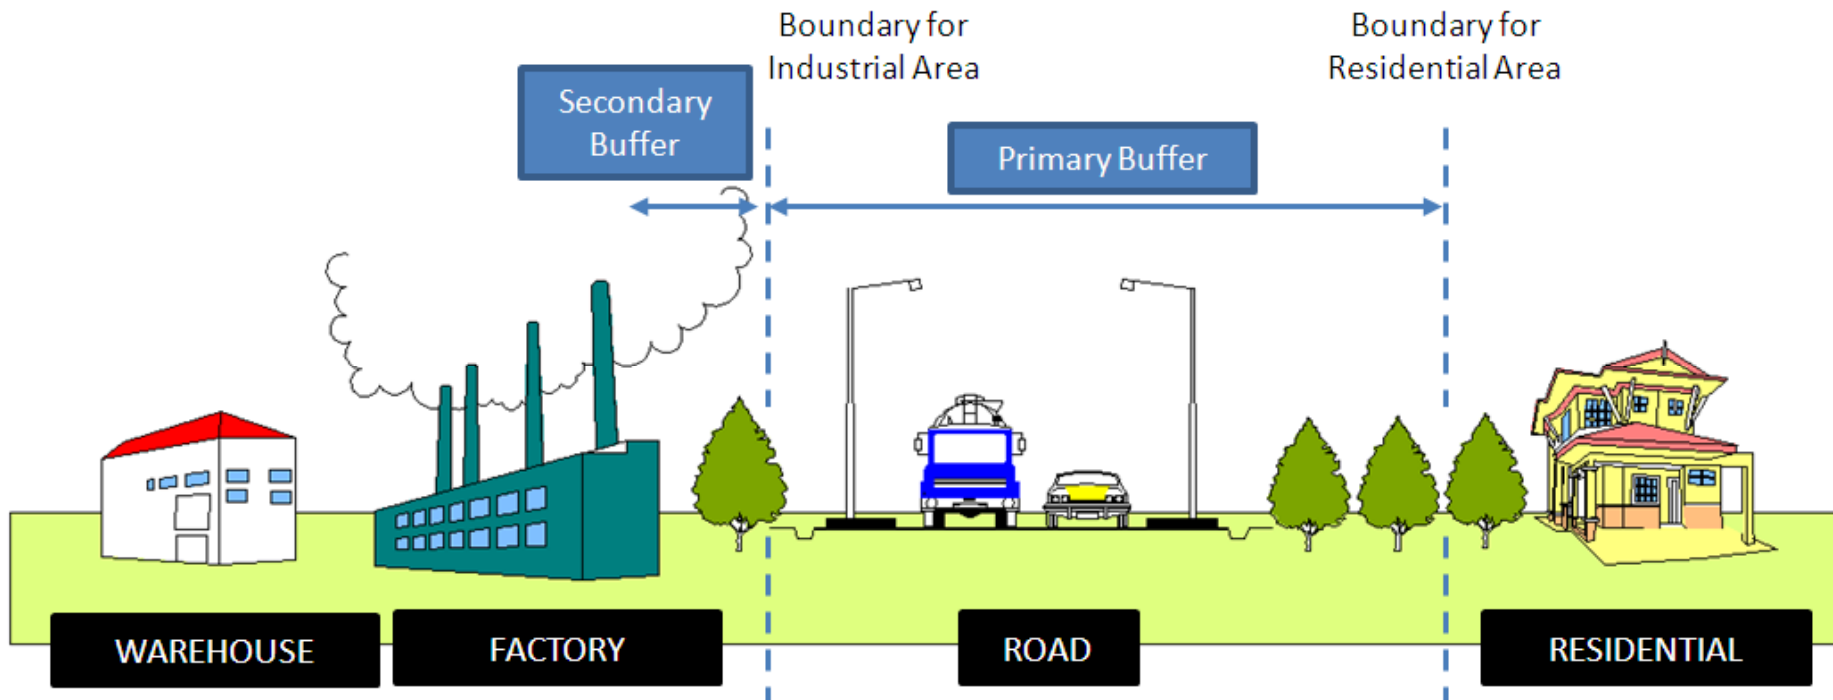 Boundary for
Industrial Area
Boundary for
Residential Area
Secondary
Buffer
Primary Buffer
WAREHOUSE
FACTORY
ROAD
RESIDENTIAL